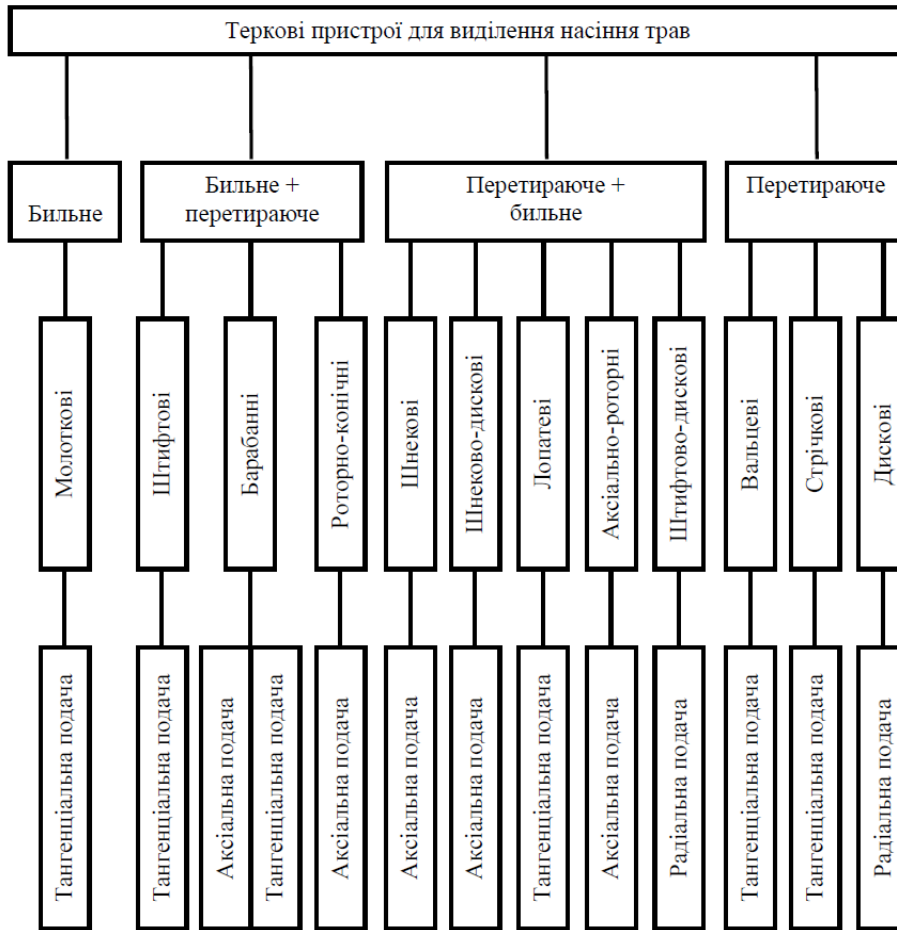 Теркові пристрої для виділення насіння трав
Бильне
Бильне +
перетираюче
Перетираюче +
бильне
Перетираюче
Молоткові
Штифтові
Барабанні
Роторно-конічні
Шнекові
Шнеково-дискові
Лопатеві
Аксіально-роторні
Штифтово-дискові
Вальцеві
Стрічкові
Дискові
Тангенціальна подача
Тангенціальна подача
Аксіальна подача
Тангенціальна подача
Аксіальна подача
Аксіальна подача
Аксіальна подача
Тангенціальна подача
Аксіальна подача
Радіальна подача
Тангенціальна подача
Тангенціальна подача
Радіальна подача